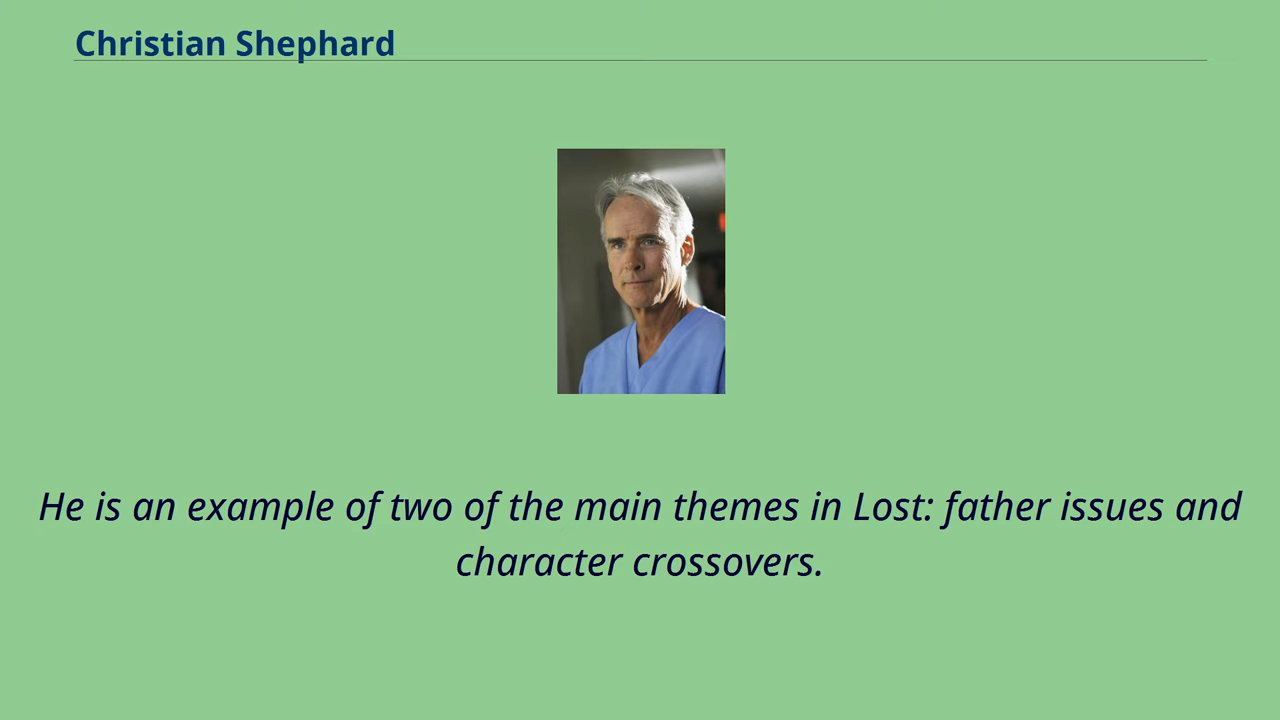 Christian Shephard
He is an example of two of the main themes in Lost: father issues and
character crossovers.